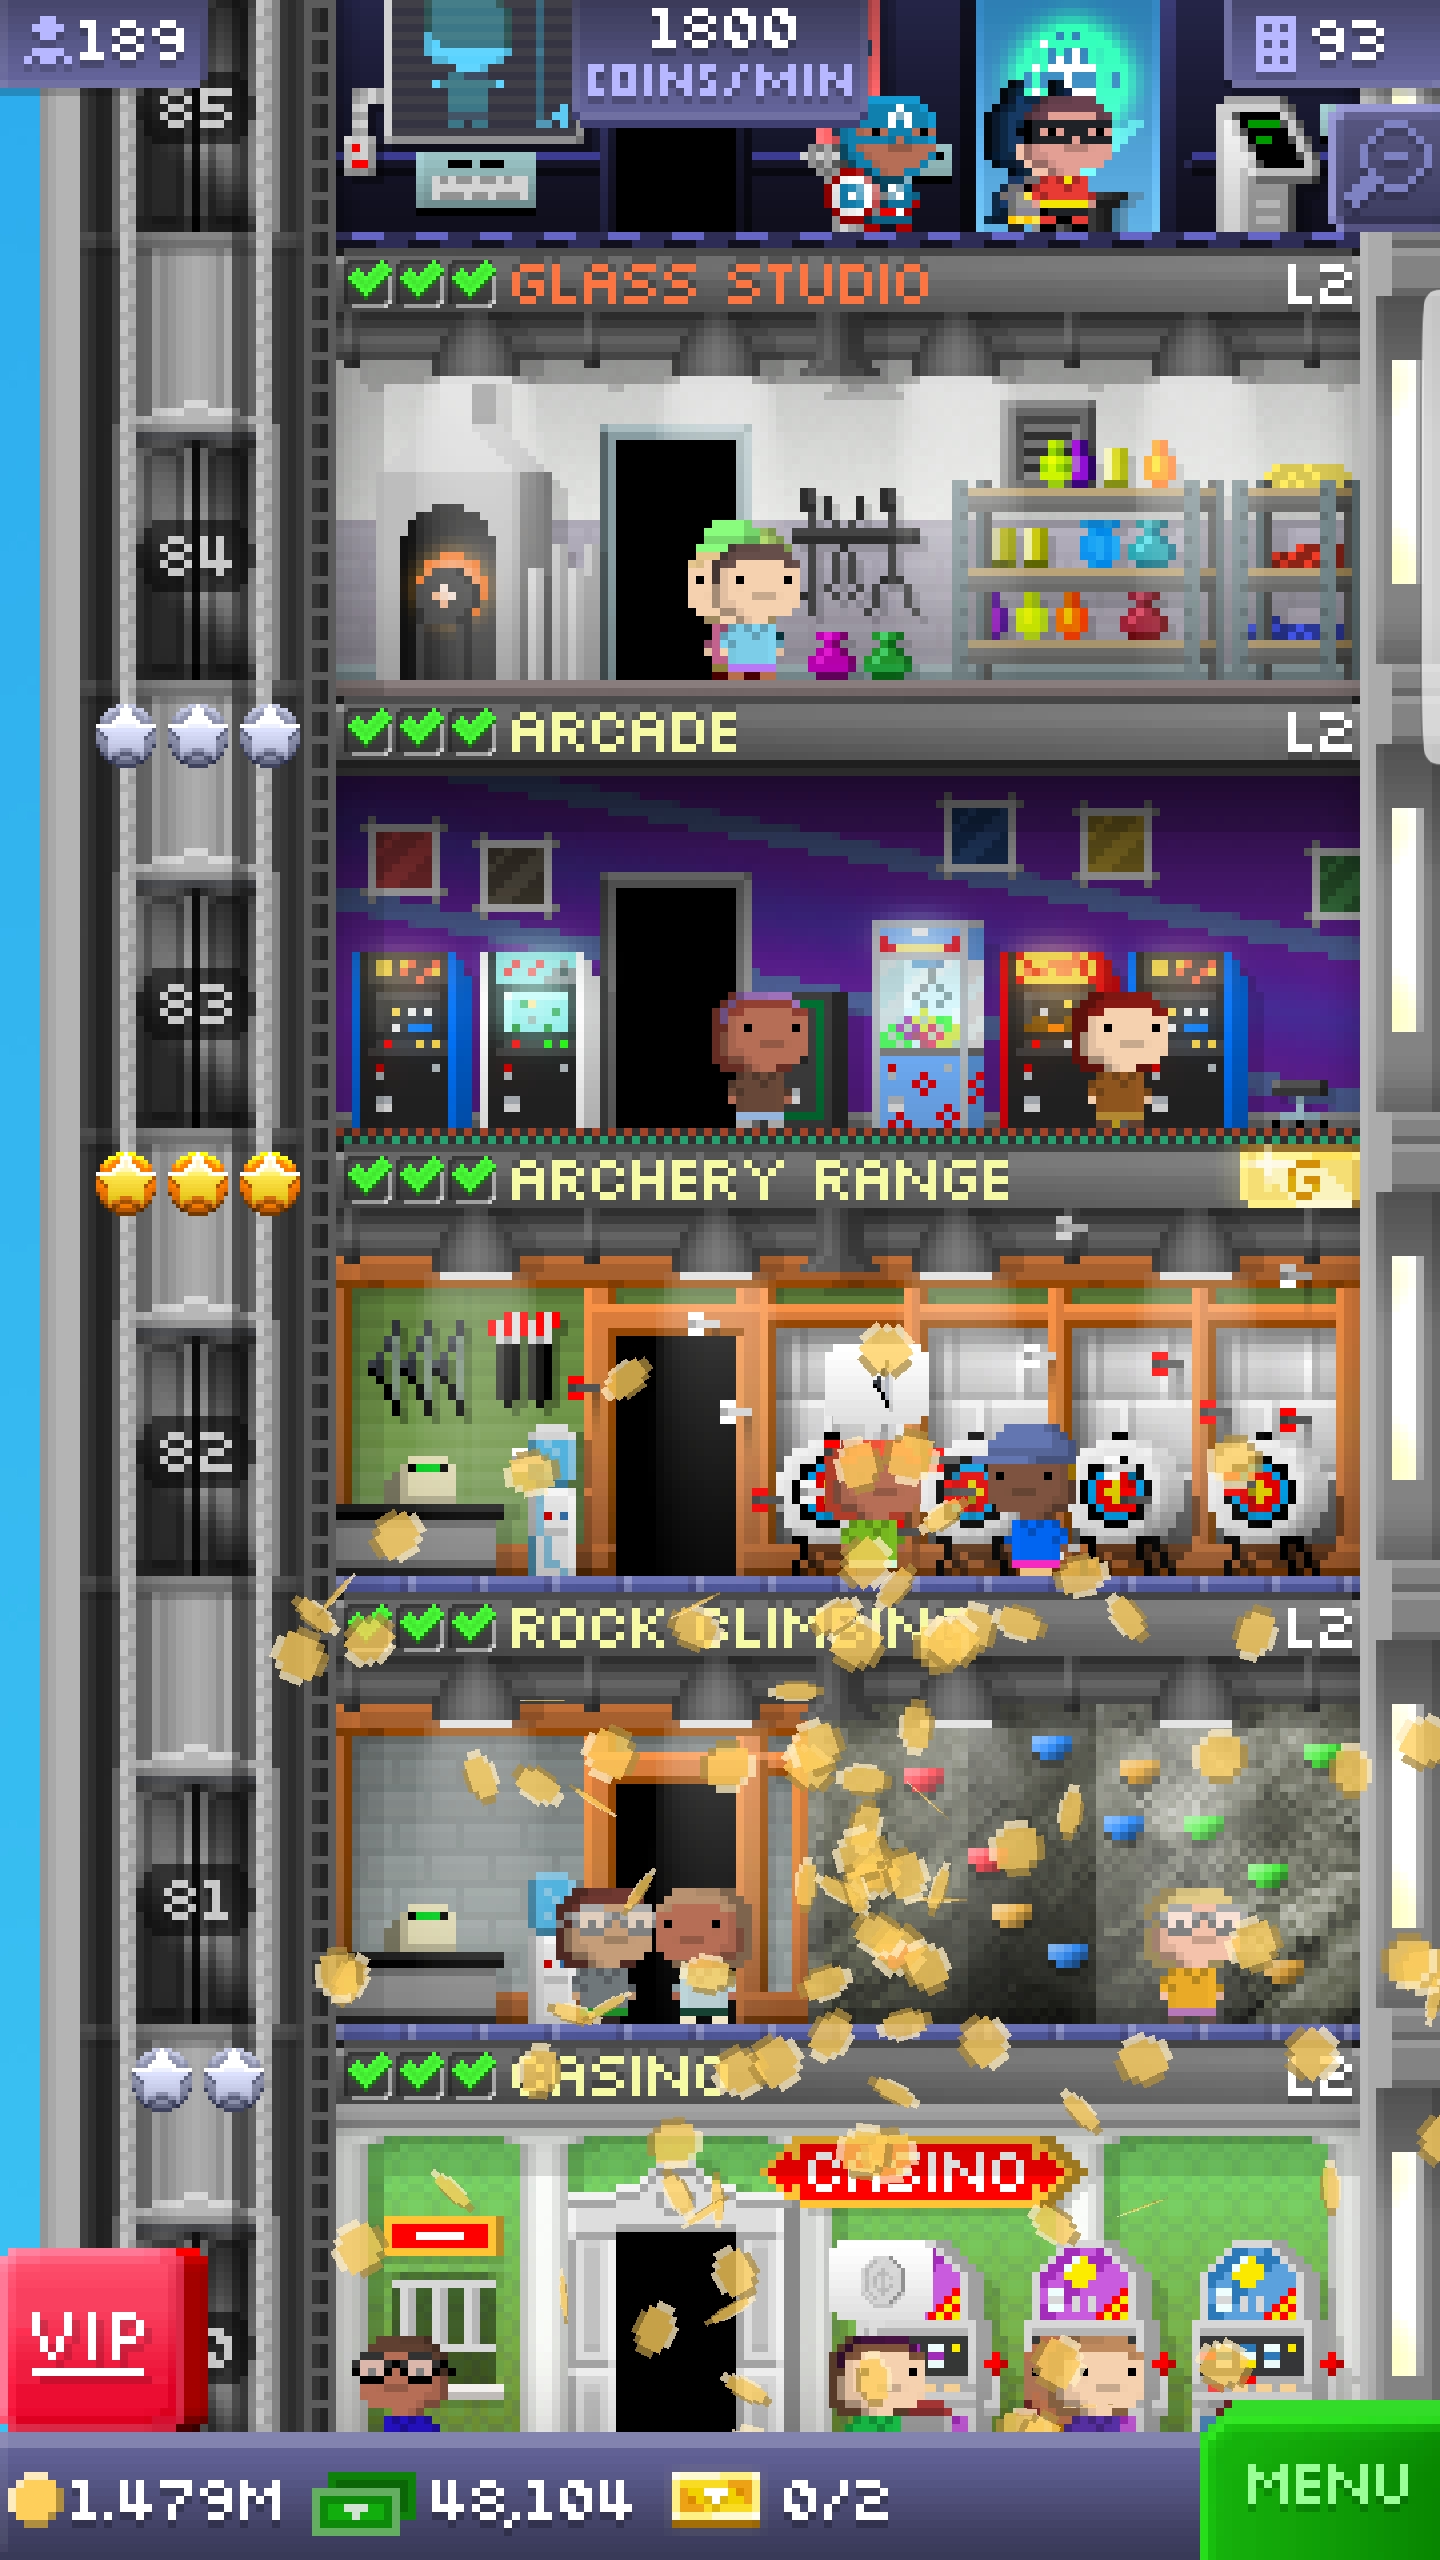 189
1800
COINS/MIN
93
85
GLASS STUDIO
L2
84
ARCADE
L2
83
ARCHERY RANGE
G
82
ROCK CLIMBING
L2
81
CASINO
L2
CASINO
VIP
1.479M
48,104
0/2
MENU